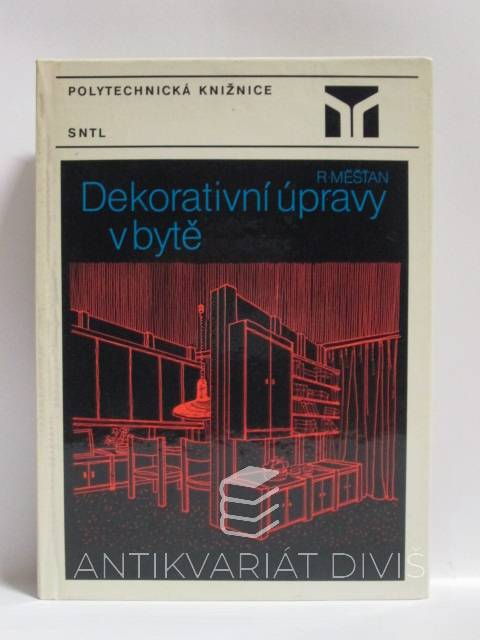 POLYTECHNICKÁ KNIŽNICE
SNTL
R·MĚŠŤAN
Dekorativní úpravy
v bytě
ANTIKVARIÁT DIVIŠ